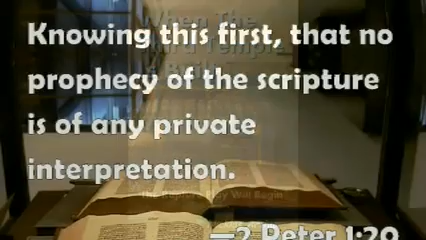 Knowing this first, that no
prophecy of the scripture
is of any private
interpretation.
—2 Peter 1:20